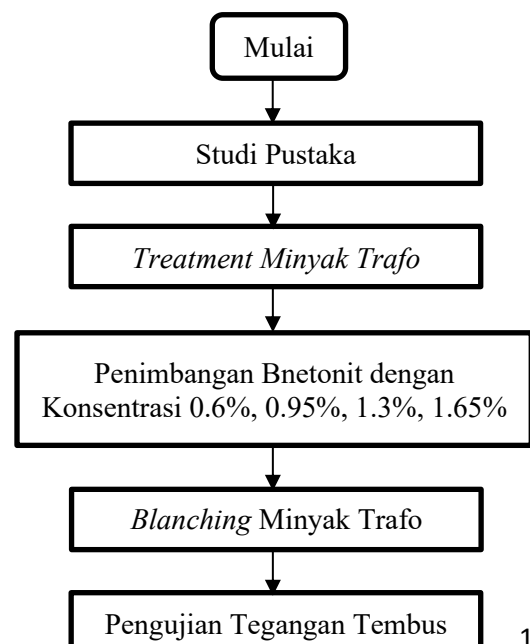 Mulai
Studi Pustaka
Treatment Minyak Trafo
Penimbangan Bnetonit dengan
Konsentrasi 0.6%, 0.95%, 1.3%, 1.65%
Blanching Minyak Trafo
Pengujian Tegangan Tembus
1